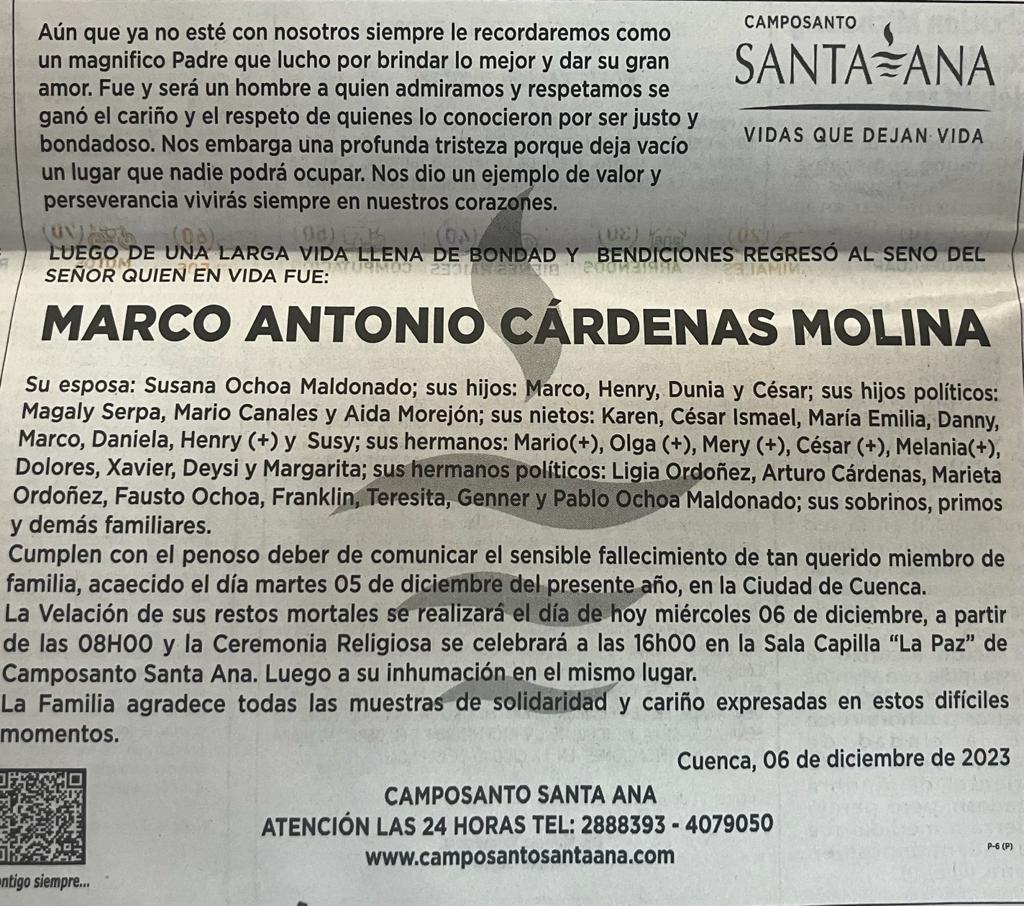 Aún que ya no esté con nosotros siempre le recordaremos como
un magnifico Padre que lucho por brindar lo mejor y dar su gran
amor. Fue y será un hombre a quien admiramos y respetamos se
ganó el cariño y el respeto de quienes lo conocieron por ser justo y
bondadoso. Nos embarga una profunda tristeza porque deja vacío
un lugar que nadie podrá ocupar. Nos dio un ejemplo de valor y
perseverancia vivirás siempre en nuestros corazones.
CAMPOSANTO
SANTA ANA
VIDAS QUE DEJAN VIDA
LUEGO DE UNA LARGA VIDA LLENA DE BONDAD Y BENDICIONES REGRESÓ AL SENO DEL
SEÑOR QUIEN EN VIDA FUE:
MARCO ANTONIO CÁRDENAS MOLINA
Su esposa: Susana Ochoa Maldonado; sus hijos: Marco, Henry, Dunia y César; sus hijos políticos:
Magaly Serpa, Mario Canales y Aida Morejón; sus nietos: Karen, César Ismael, María Emilia, Danny,
Marco, Daniela, Henry (+) y Susy; sus hermanos: Mario(+), Olga (+), Mery (+), César (+), Melania(+),
Dolores, Xavier, Deysi y Margarita; sus hermanos políticos: Ligia Ordoñez, Arturo Cárdenas, Marieta
Ordoñez, Fausto Ochoa, Franklin, Teresita, Genner y Pablo Ochoa Maldonado; sus sobrinos, primos
y demás familiares.
Cumplen con el penoso deber de comunicar el sensible fallecimiento de tan querido miembro de
familia, acaecido el día martes 05 de diciembre del presente año, en la Ciudad de Cuenca.
La Velación de sus restos mortales se realizará el día de hoy miércoles 06 de diciembre, a partir
de las 08H00 y la Ceremonia Religiosa se celebrará a las 16h00 en la Sala Capilla “La Paz” de
Camposanto Santa Ana. Luego a su inhumación en el mismo lugar.
La Familia agradece todas las muestras de solidaridad y cariño expresadas en estos difíciles
momentos.
Cuenca, 06 de diciembre de 2023
CAMPOSANTO SANTA ANA
ATENCIÓN LAS 24 HORAS TEL: 2888393 - 4079050
www.camposantosantaana.com
P-6 (P)
ntigo siempre...